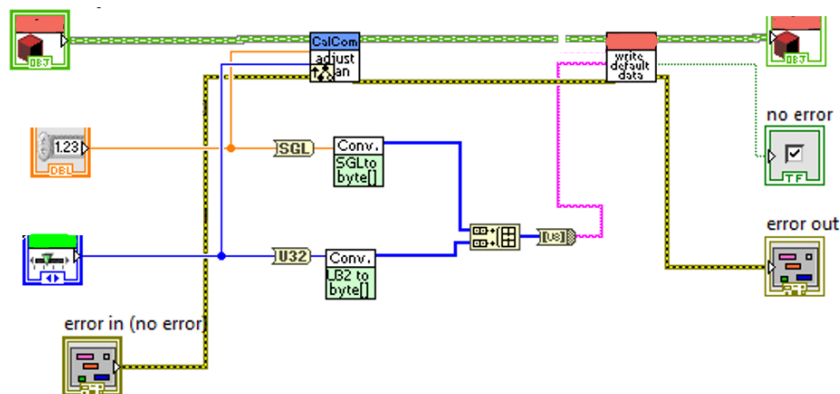 OBJ
CalCom
adjust
an
write
default
data
OBJ
no error
TF
1.23
DBL
SGL
Conv.
SGLto
byte[]
error out
U32
Conv.
LB2 to
byte[]
[U8]
error in (no error)